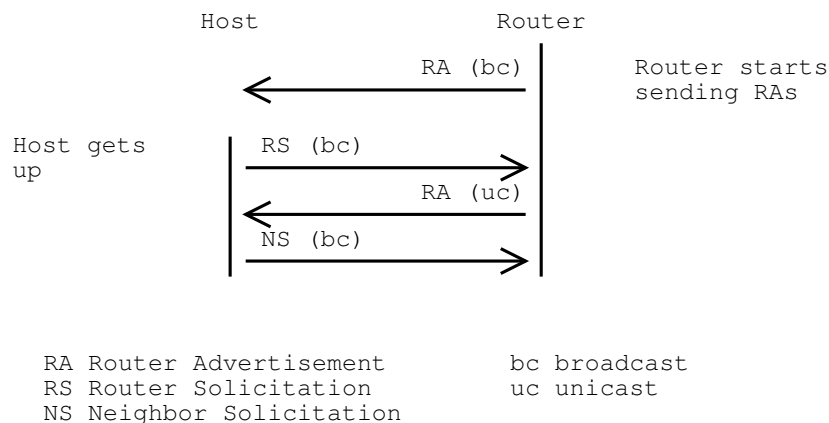 Host
Router
RA (bc)
Router starts
sending RAs
Host gets
up
RS (bc)
RA (uc)
NS (bc)
RA Router Advertisement
RS Router Solicitation
NS Neighbor Solicitation
bc broadcast
uc unicast